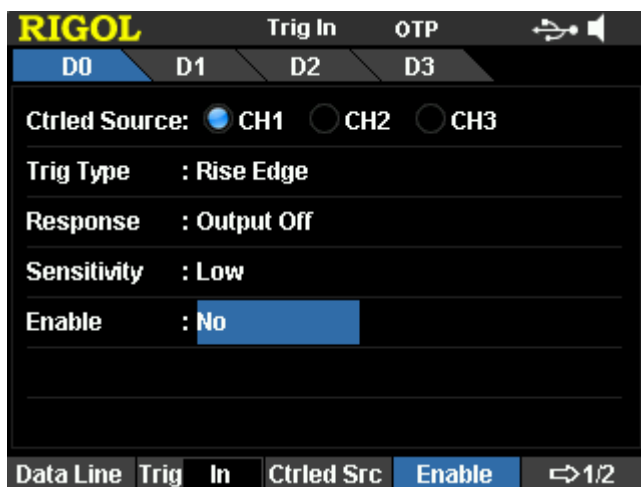 RIGOL Trig In OTP
D0 D1 D2 D3
Ctrled Source: CH1 CH2 CH3
Trig Type : Rise Edge
Response : Output Off
Sensitivity : Low
Enable : No
Data Line Trig In Ctrled Src Enable ⇨1/2